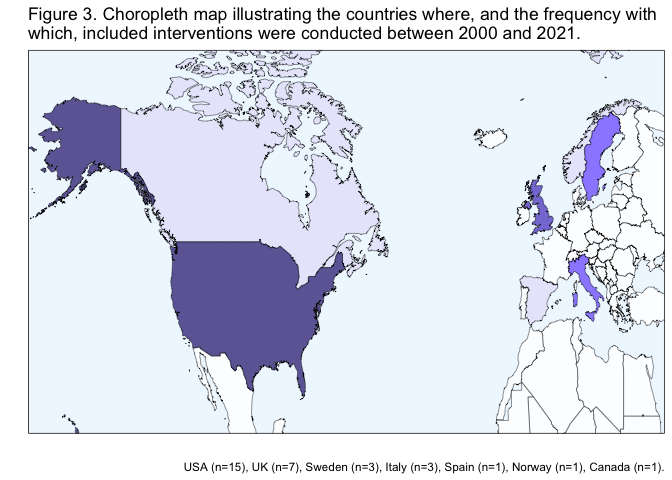 Figure 3. Choropleth map illustrating the countries where, and the frequency with
which, included interventions were conducted between 2000 and 2021.
USA (n=15), UK (n=7), Sweden (n=3), Italy (n=3), Spain (n=1), Norway (n=1), Canada (n=1).